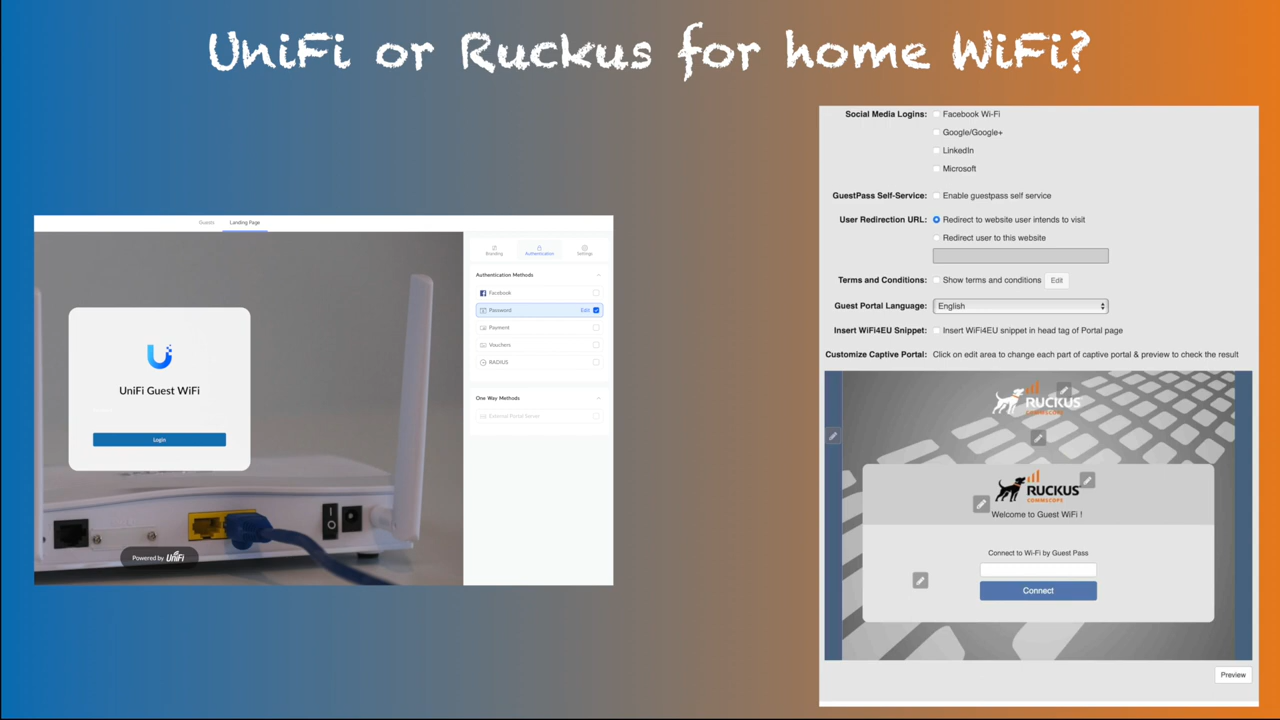 UniFi or Ruckus for home WiFi?
Guests Landing Page
Branding Authentication Settings
Authentication Methods
Facebook
Password Edit
Payment
Vouchers
RADIUS
One Way Methods
External Portal Server
UniFi Guest WiFi
Login
Powered by UniFi
Social Media Logins: Facebook Wi-Fi
Google/Google+
LinkedIn
Microsoft
GuestPass Self-Service: Enable guestpass self service
User Redirection URL: Redirect to website user intends to visit
Redirect user to this website
Terms and Conditions: Show terms and conditions Edit
Guest Portal Language: English
Insert WiFi4EU Snippet: Insert WiFi4EU snippet in head tag of Portal page
Customize Captive Portal: Click on edit area to change each part of captive portal & preview to check the result
RUCKUS
COMMSCOPE
RUCKUS
COMMSCOPE
Welcome to Guest WiFi !
Connect to Wi-Fi by Guest Pass
Connect
Preview